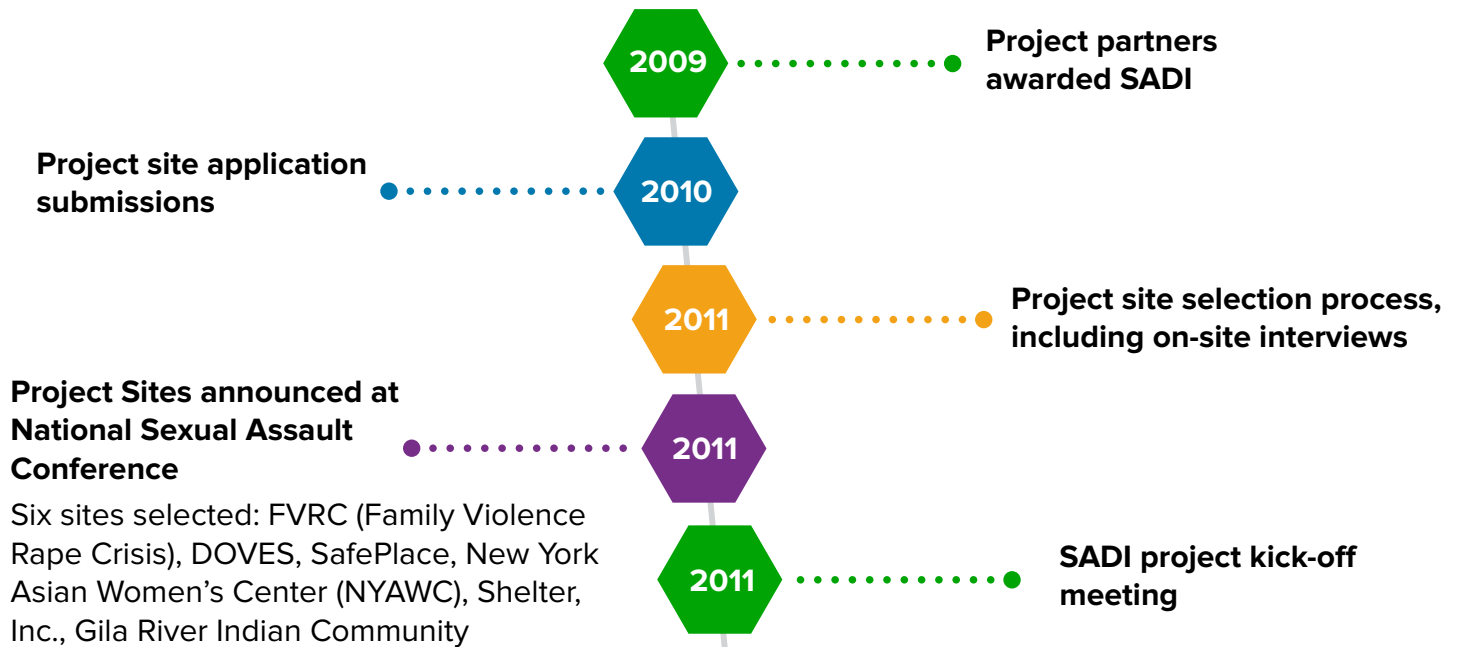 2009
Project partners
awarded SADI
Project site application
submissions
2010
2011
Project site selection process,
including on-site interviews
Project Sites announced at
National Sexual Assault
Conference
2011
Six sites selected: FVRC (Family Violence
Rape Crisis), DOVES, SafePlace, New York
Asian Women’s Center (NYAWC), Shelter,
Inc., Gila River Indian Community
2011
SADI project kick-off
meeting